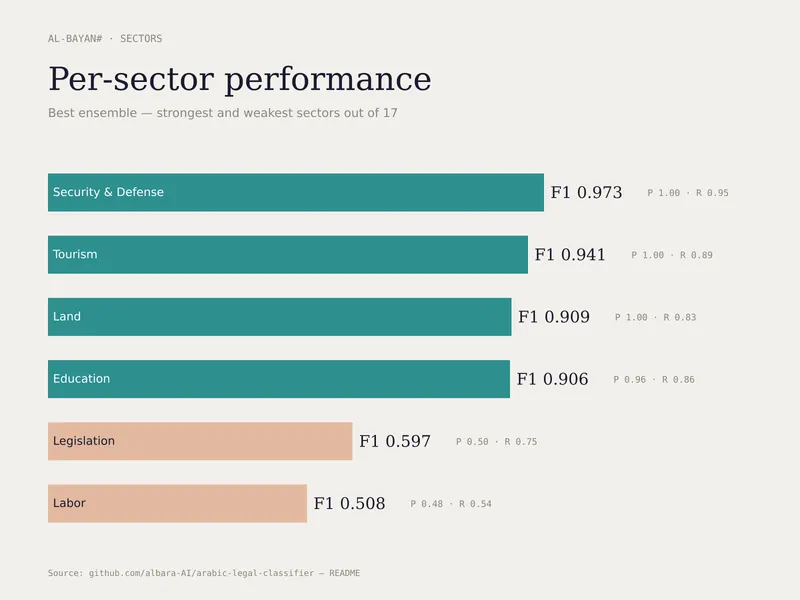 AL-BAYAN# · SECTORS
Per-sector performance
Best ensemble — strongest and weakest sectors out of 17
Security & Defense F1 0.973 P 1.00 · R 0.95
Tourism F1 0.941 P 1.00 · R 0.89
Land F1 0.909 P 1.00 · R 0.83
Education F1 0.906 P 0.96 · R 0.86
Legislation F1 0.597 P 0.50 · R 0.75
Labor F1 0.508 P 0.48 · R 0.54
Source: github.com/albara-AI/arabic-legal-classifier — README